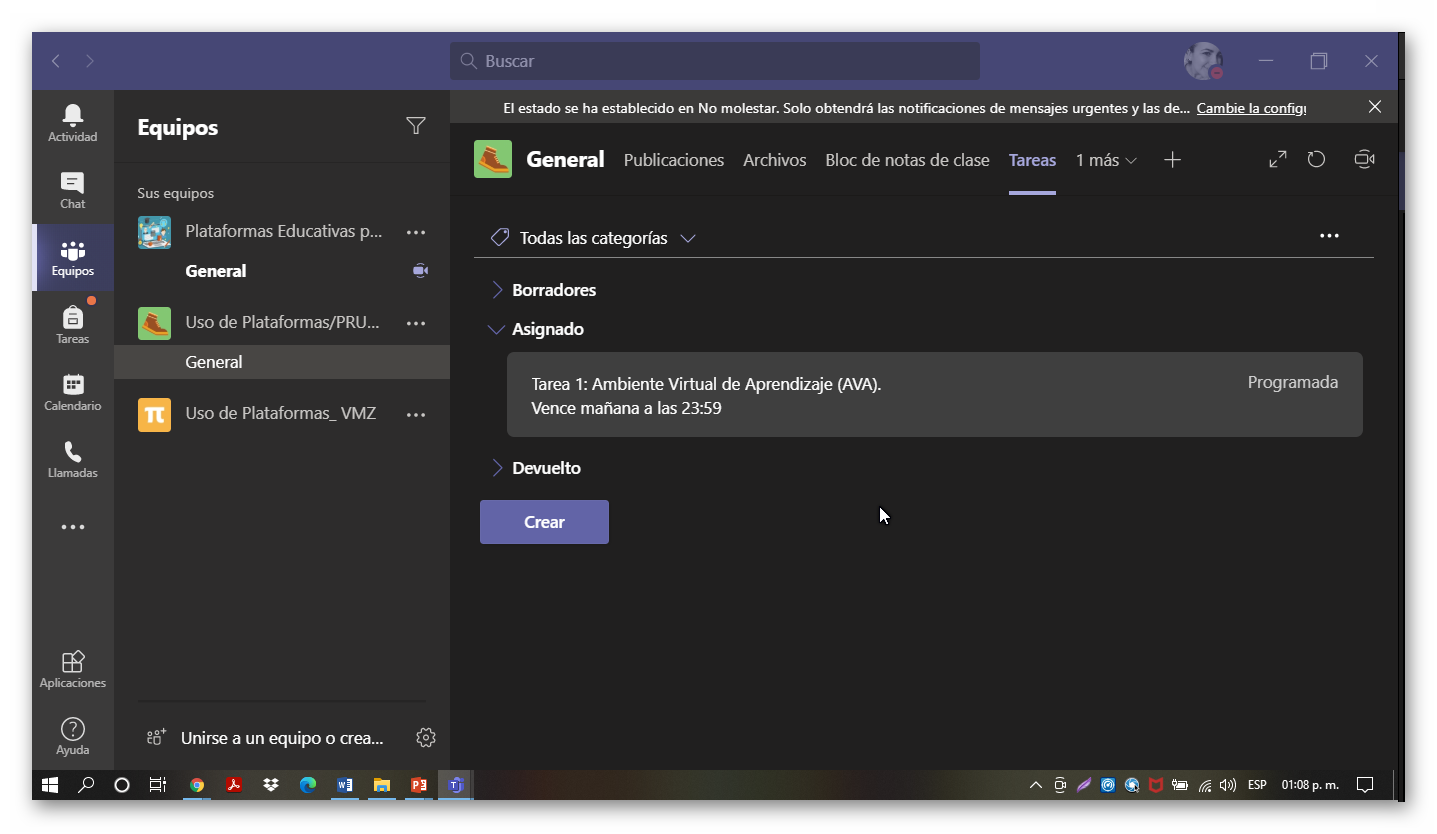 Buscar
El estado se ha establecido en No molestar. Solo obtendrá las notificaciones de mensajes urgentes y las de... Cambie la config
Actividad
Chat
Equipos
Tareas
Calendario
Llamadas
Aplicaciones
Ayuda
Equipos
Sus equipos
Plataformas Educativas p...
General
Uso de Plataformas/PRU...
General
Uso de Plataformas_ VMZ
Unirse a un equipo o crea...
General Publicaciones Archivos Bloc de notas de clase Tareas 1 más
Todas las categorías
Borradores
Asignado
Tarea 1: Ambiente Virtual de Aprendizaje (AVA). Programada
Vence mañana a las 23:59
Devuelto
Crear
ESP 01:08 p. m.